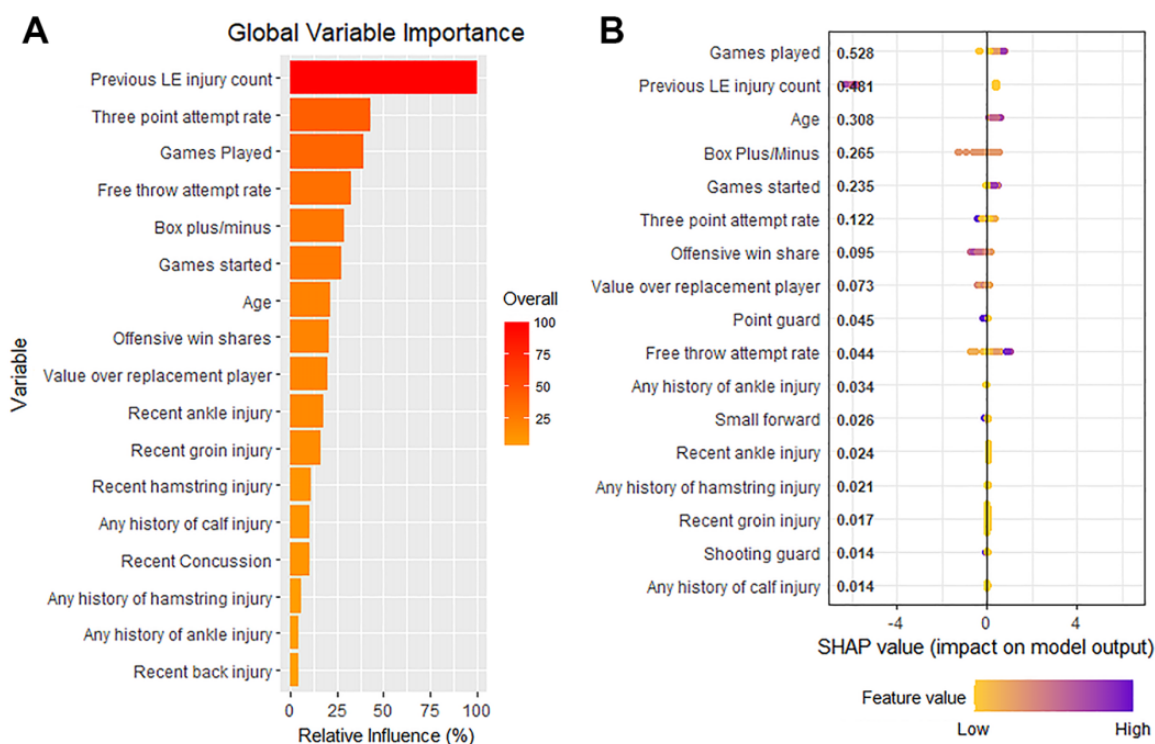 A
Global Variable Importance
Variable
Previous LE injury count
Three point attempt rate
Games Played
Free throw attempt rate
Box plus/minus
Games started
Age
Offensive win shares
Value over replacement player
Recent ankle injury
Recent groin injury
Recent hamstring injury
Any history of calf injury
Recent Concussion
Any history of hamstring injury
Any history of ankle injury
Recent back injury
0 25 50 75 100
Relative Influence (%)
Overall
100
75
50
25
B
Games played 0.528
Previous LE injury count 0.481
Age 0.308
Box Plus/Minus 0.265
Games started 0.235
Three point attempt rate 0.122
Offensive win share 0.095
Value over replacement player 0.073
Point guard 0.045
Free throw attempt rate 0.044
Any history of ankle injury 0.034
Small forward 0.026
Recent ankle injury 0.024
Any history of hamstring injury 0.021
Recent groin injury 0.017
Shooting guard 0.014
Any history of calf injury 0.014
-4 0 4
SHAP value (impact on model output)
Feature value
Low High